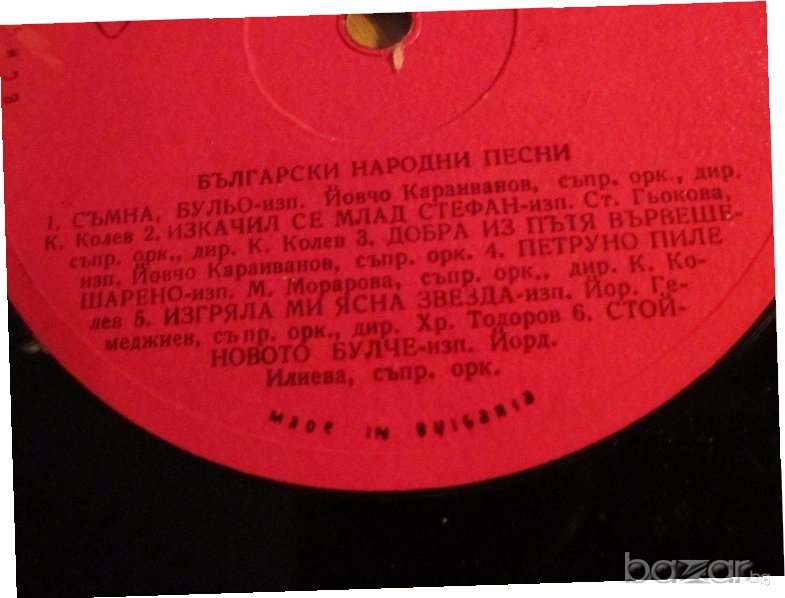 БЪЛГАРСКИ НАРОДНИ ПЕСНИ
1. СЪМНА, БУЛЬО-изп. Йовчо Караиванов, съпр. орк., дир.
К. Колев 2. ИЗКАЧИЛ СЕ МЛАД СТЕФАН-изп. Ст. Гьокова,
съпр. орк., дир. К. Колев 3. ДОБРА ИЗ ПЪТЯ ВЪРВЕШЕ-
изп. Йовчо Караиванов, съпр. орк. 4. ПЕТРУНО ПИЛЕ
ШАРЕНО-изп. М. Морарова, съпр. орк., дир. К. Ко-
лев 5. ИЗГРЯЛА МИ ЯСНА ЗВЕЗДА-изп. Йор. Ге-
меджиев, съпр. орк., дир. Хр. Тодоров 6. СТОЙ-
НОВОТО БУЛЧЕ-изп. Йорд.
Илиева, съпр. орк.
MADE IN BULGARIA
bazar.bg